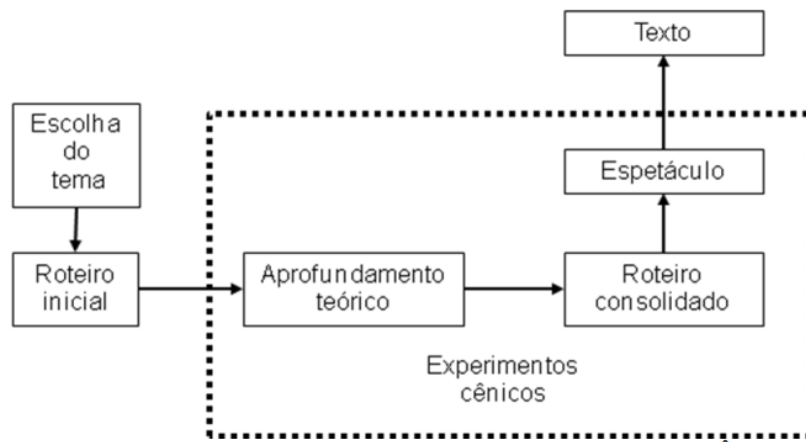 Texto
Escolha
do
tema
Espetáculo
Roteiro
inicial
Aprofundamento
teórico
Roteiro
consolidado
Experimentos
cênicos